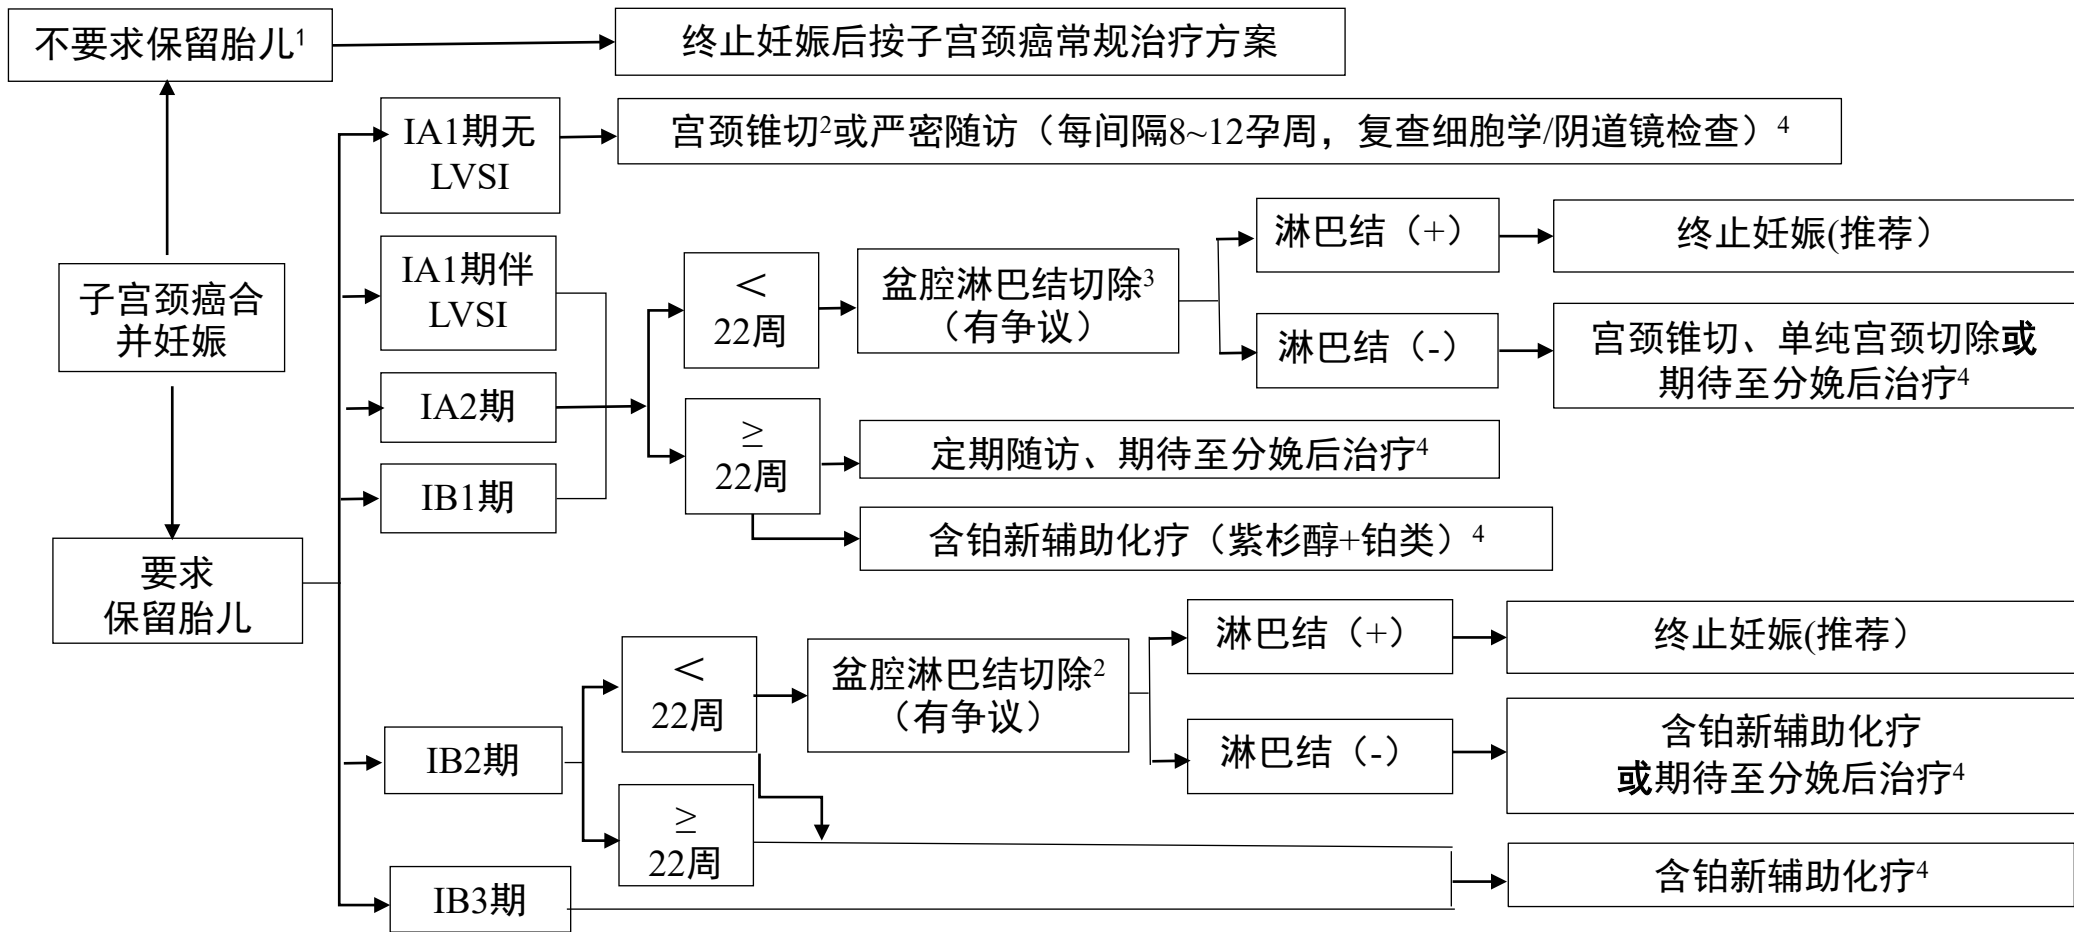 不要求保留胎儿¹
终止妊娠后按子宫颈癌常规治疗方案
IA1期无
LVSI
宫颈锥切²或严密随访（每间隔8~12孕周，复查细胞学/阴道镜检查）⁴
子宫颈癌合
并妊娠
IA1期伴
LVSI
IA2期
IB1期
<
22周
盆腔淋巴结切除³
（有争议）
淋巴结（+）
终止妊娠(推荐）
淋巴结（-）
宫颈锥切、单纯宫颈切除或
期待至分娩后治疗⁴
≥
22周
定期随访、期待至分娩后治疗⁴
含铂新辅助化疗（紫杉醇+铂类）⁴
要求
保留胎儿
IB2期
<
22周
盆腔淋巴结切除²
（有争议）
淋巴结（+）
终止妊娠(推荐）
淋巴结（-）
含铂新辅助化疗
或期待至分娩后治疗⁴
≥
22周
IB3期
含铂新辅助化疗⁴